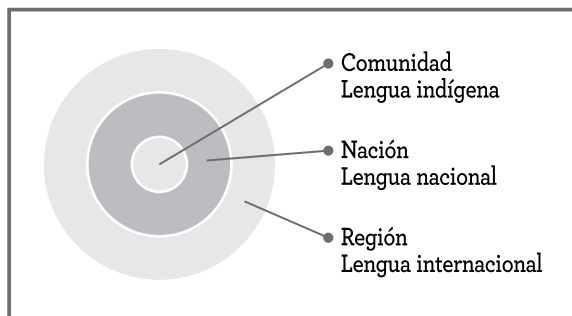 Comunidad
Lengua indígena
Nación
Lengua nacional
Región
Lengua internacional